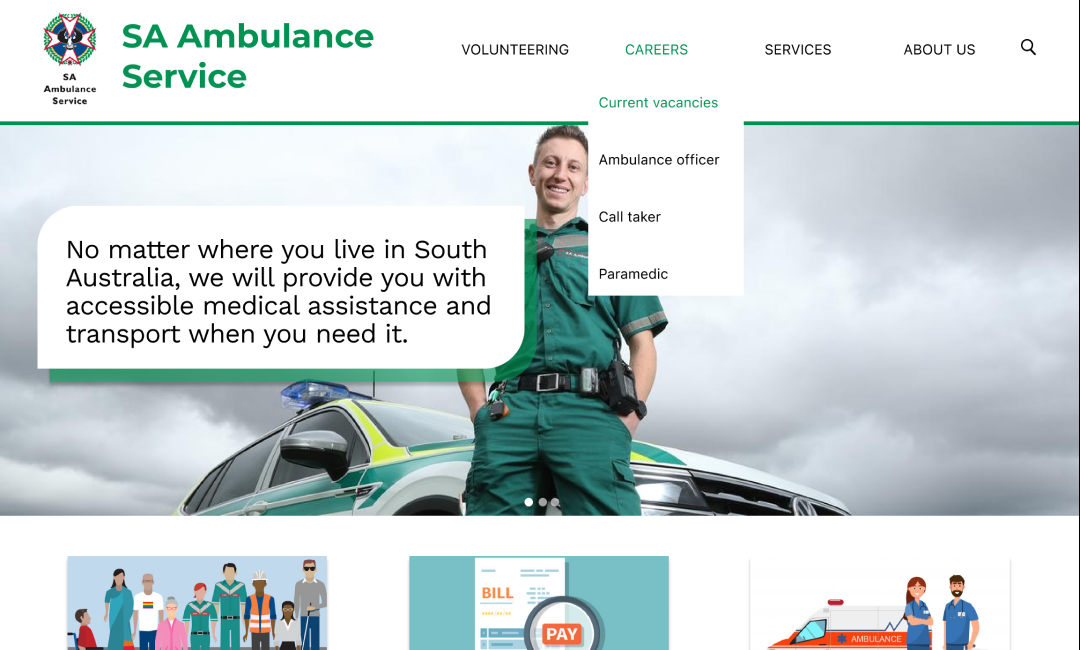 SA
Ambulance
Service
SA Ambulance
Service
VOLUNTEERING
CAREERS
SERVICES
ABOUT US
Current vacancies
Ambulance officer
Call taker
Paramedic
No matter where you live in South
Australia, we will provide you with
accessible medical assistance and
transport when you need it.
BILL
PAY
AMBULANCE